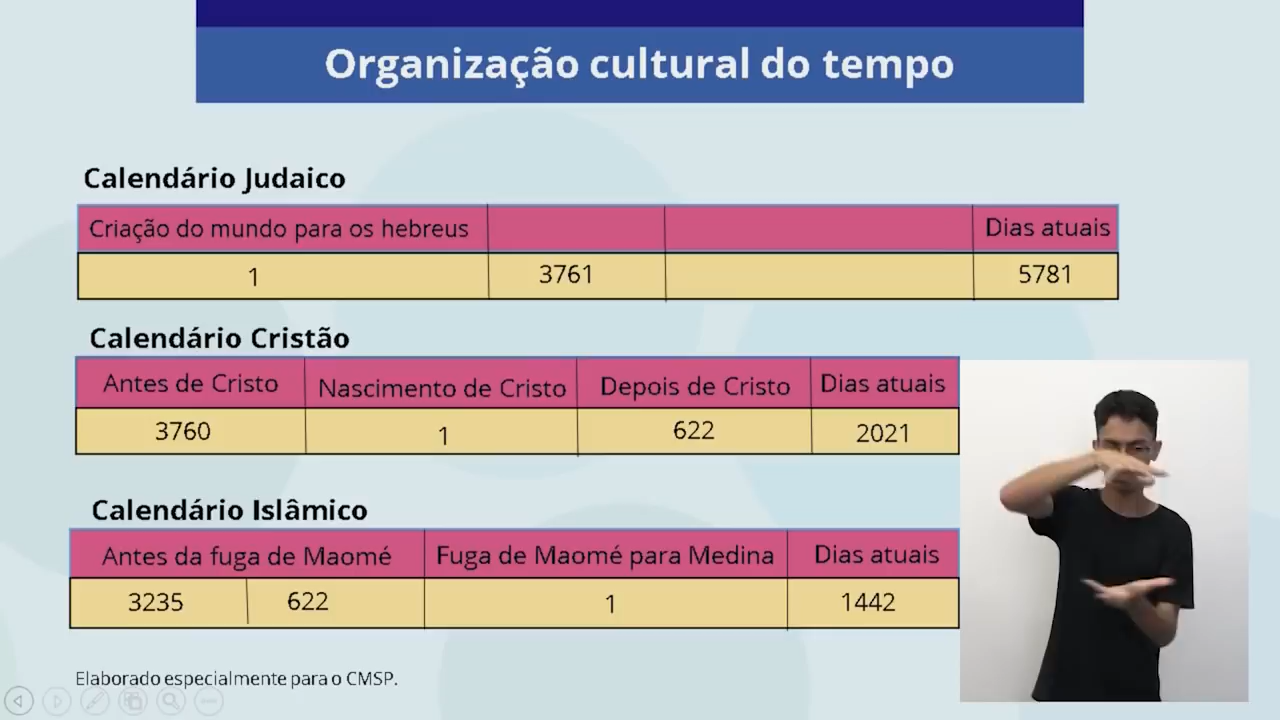 Organização cultural do tempo
Calendário Judaico
Criação do mundo para os hebreus Dias atuais
1 3761 5781
Calendário Cristão
Antes de Cristo Nascimento de Cristo Depois de Cristo Dias atuais
3760 1 622 2021
Calendário Islâmico
Antes da fuga de Maomé Fuga de Maomé para Medina Dias atuais
3235 622 1 1442
Elaborado especialmente para o CMSP.